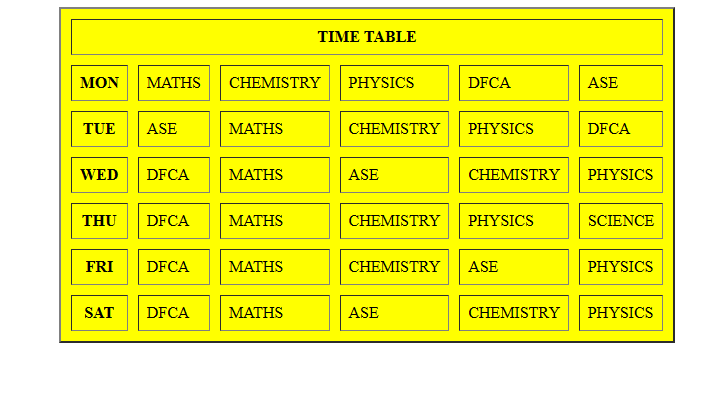 TIME TABLE
MON MATHS CHEMISTRY PHYSICS DFCA ASE
TUE ASE MATHS CHEMISTRY PHYSICS DFCA
WED DFCA MATHS ASE CHEMISTRY PHYSICS
THU DFCA MATHS CHEMISTRY PHYSICS SCIENCE
FRI DFCA MATHS CHEMISTRY ASE PHYSICS
SAT DFCA MATHS ASE CHEMISTRY PHYSICS